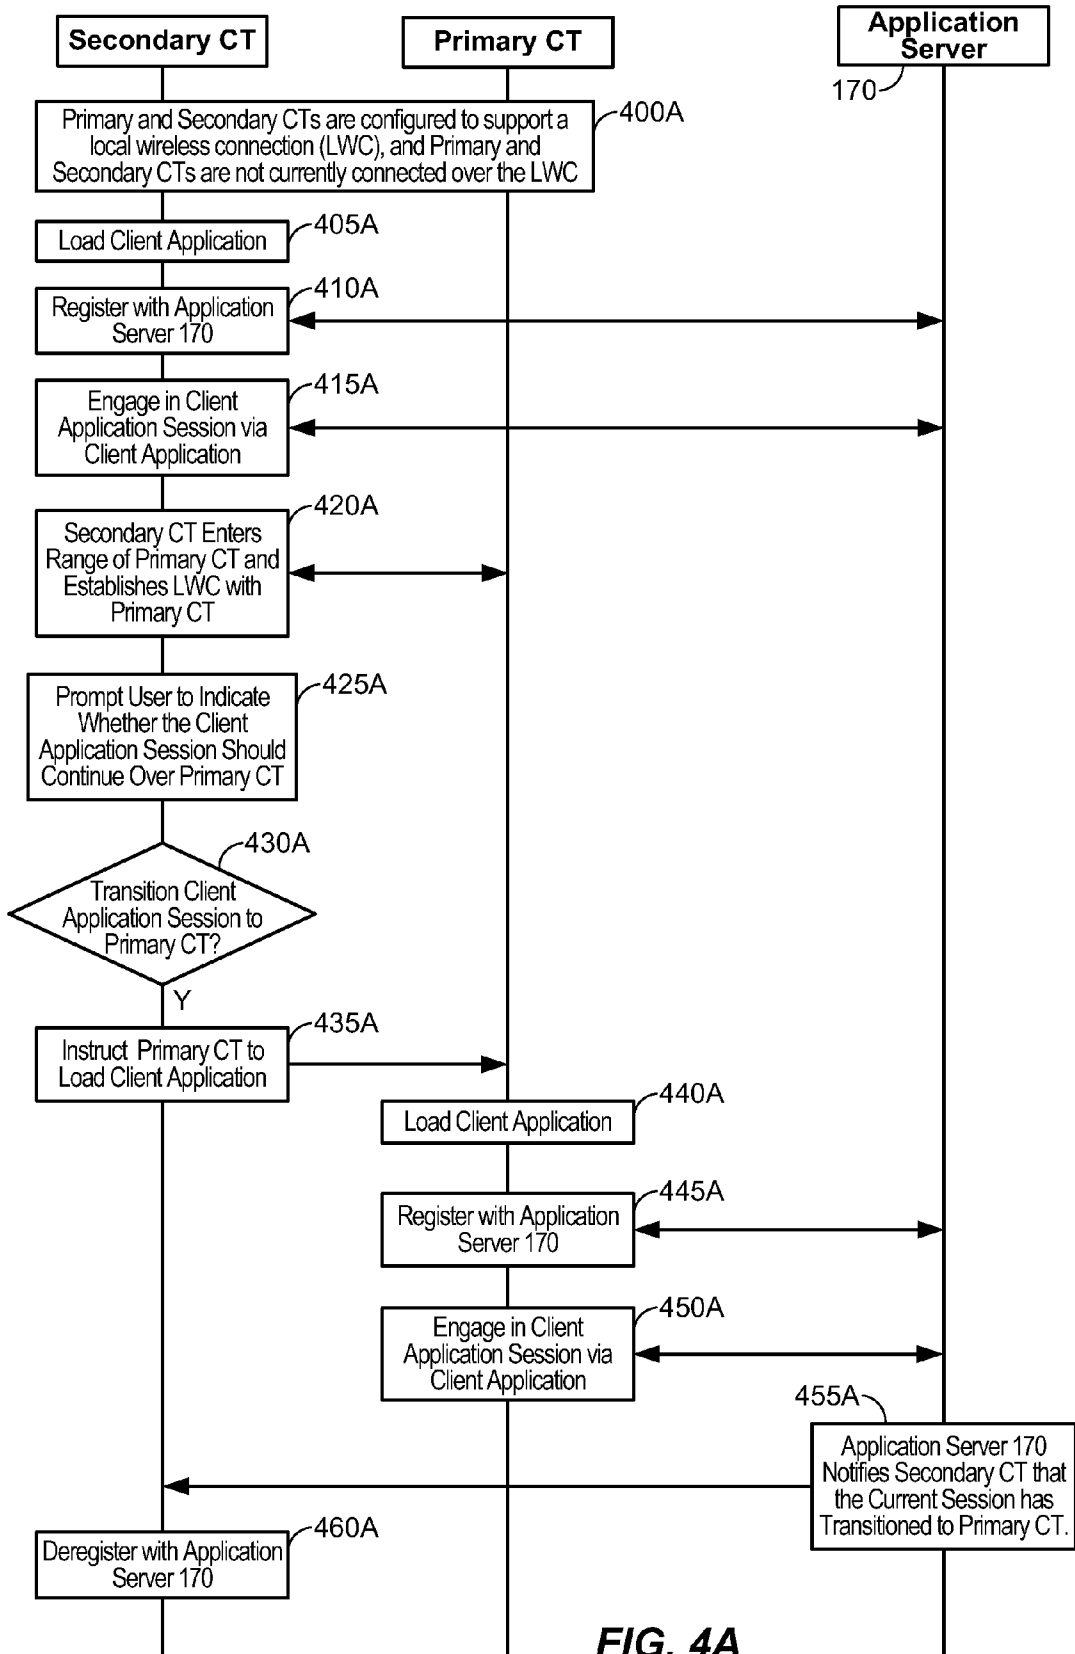 Secondary CT
Primary CT
Application
Server
170
400A
Primary and Secondary CTs are configured to support a
local wireless connection (LWC), and Primary and
Secondary CTs are not currently connected over the LWC
405A
Load Client Application
410A
Register with Application
Server 170
415A
Engage in Client
Application Session via
Client Application
420A
Secondary CT Enters
Range of Primary CT and
Establishes LWC with
Primary CT
425A
Prompt User to Indicate
Whether the Client
Application Session Should
Continue Over Primary CT
430A
Transition Client
Application Session to
Primary CT?
Y
435A
Instruct Primary CT to
Load Client Application
440A
Load Client Application
445A
Register with Application
Server 170
450A
Engage in Client
Application Session via
Client Application
455A
Application Server 170
Notifies Secondary CT that
the Current Session has
Transitioned to Primary CT.
460A
Deregister with Application
Server 170
FIG. 4A